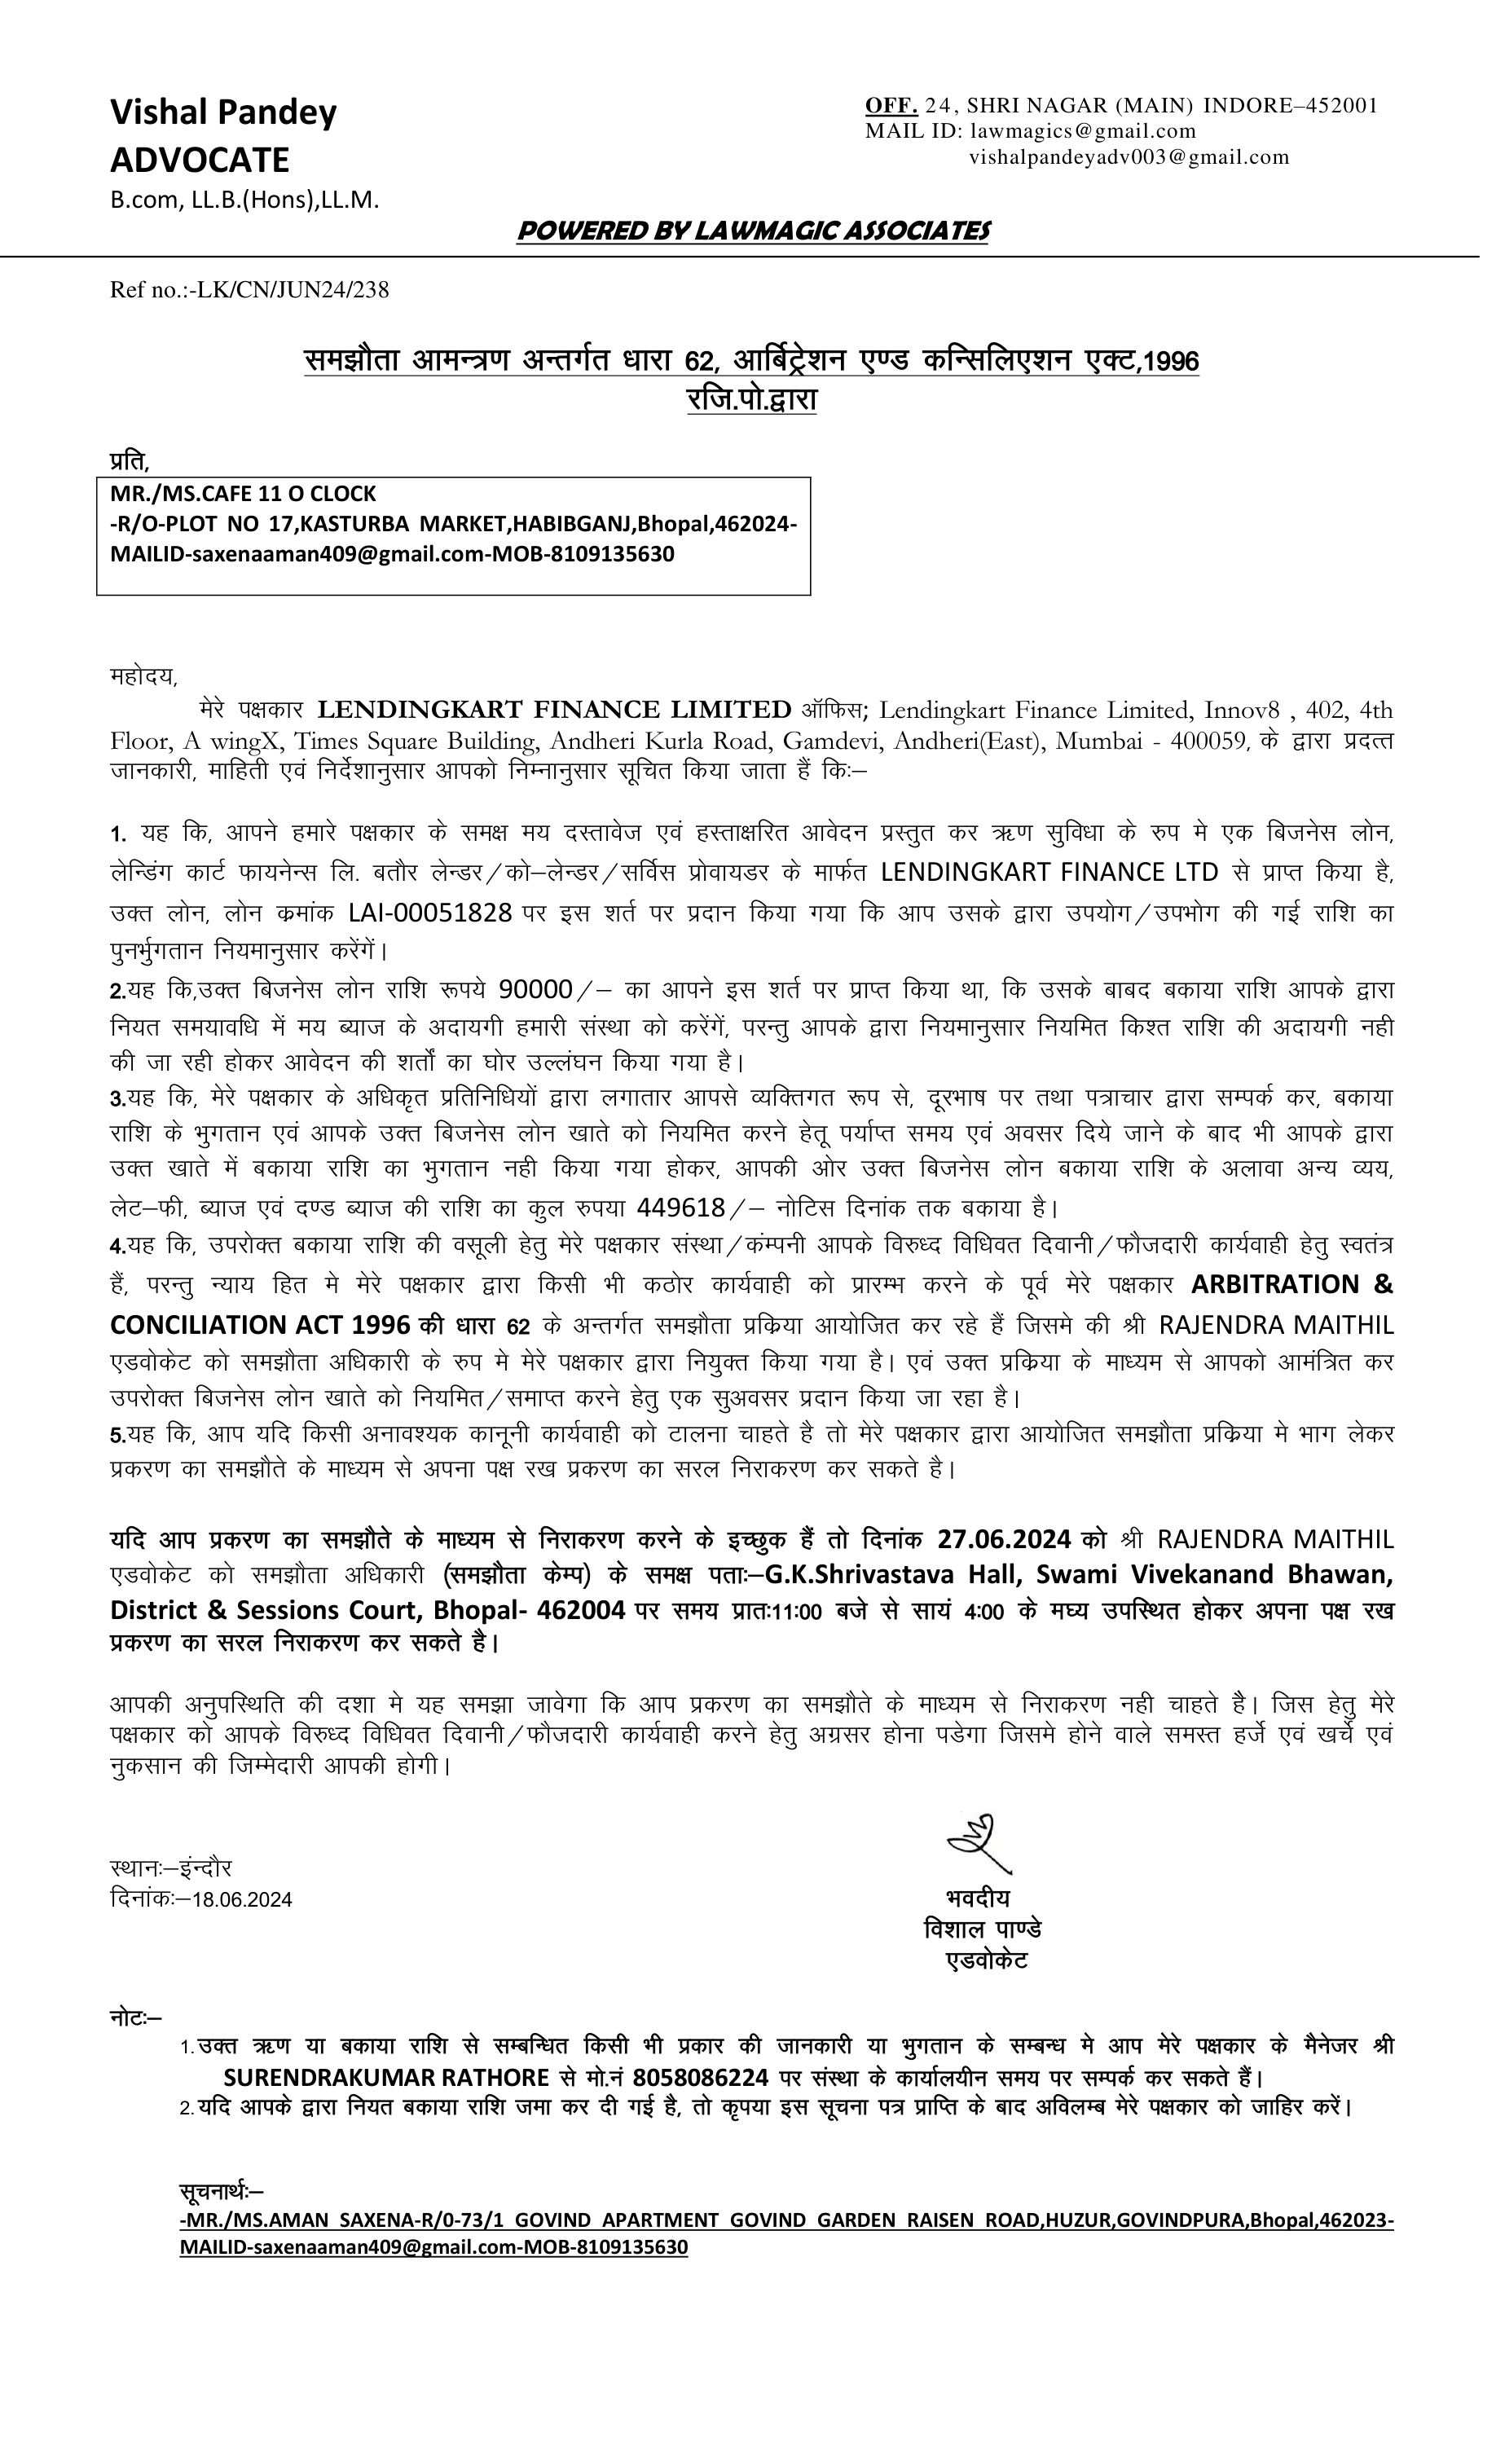 Vishal Pandey
ADVOCATE
B.com, LL.B.(Hons),LL.M.
OFF. 24, SHRI NAGAR (MAIN) INDORE–452001
MAIL ID: lawmagics@gmail.com
vishalpandeyadv003@gmail.com
POWERED BY LAWMAGIC ASSOCIATES
Ref no.:-LK/CN/JUN24/238
समझौता आमन्त्रण अन्तर्गत धारा 62, आर्बिट्रेशन एण्ड कन्सिलिएशन एक्ट,1996
रजि.पो.द्वारा
प्रति,
MR./MS.CAFE 11 O CLOCK
-R/O-PLOT NO 17,KASTURBA MARKET,HABIBGANJ,Bhopal,462024-
MAILID-saxenaaman409@gmail.com-MOB-8109135630
महोदय,
मेरे पक्षकार LENDINGKART FINANCE LIMITED ऑफिस; Lendingkart Finance Limited, Innov8 , 402, 4th
Floor, A wingX, Times Square Building, Andheri Kurla Road, Gamdevi, Andheri(East), Mumbai - 400059, के द्वारा प्रदत्त
जानकारी, माहिती एवं निर्देशानुसार आपको निम्नानुसार सूचित किया जाता हैं कि:–
1. यह कि, आपने हमारे पक्षकार के समक्ष मय दस्तावेज एवं हस्ताक्षरित आवेदन प्रस्तुत कर ऋण सुविधा के रुप मे एक बिजनेस लोन,
लेन्डिंग कार्ट फायनेन्स लि. बतौर लेन्डर/को–लेन्डर/सर्विस प्रोवायडर के मार्फत LENDINGKART FINANCE LTD से प्राप्त किया है,
उक्त लोन, लोन क्रमांक LAI-00051828 पर इस शर्त पर प्रदान किया गया कि आप उसके द्वारा उपयोग/उपभोग की गई राशि का
पुनर्भुगतान नियमानुसार करेंगें।
2.यह कि,उक्त बिजनेस लोन राशि रूपये 90000/– का आपने इस शर्त पर प्राप्त किया था, कि उसके बाबद बकाया राशि आपके द्वारा
नियत समयावधि में मय ब्याज के अदायगी हमारी संस्था को करेंगें, परन्तु आपके द्वारा नियमानुसार नियमित किश्त राशि की अदायगी नही
की जा रही होकर आवेदन की शर्तों का घोर उल्लंघन किया गया है।
3.यह कि, मेरे पक्षकार के अधिकृत प्रतिनिधियों द्वारा लगातार आपसे व्यक्तिगत रूप से, दूरभाष पर तथा पत्राचार द्वारा सम्पर्क कर, बकाया
राशि के भुगतान एवं आपके उक्त बिजनेस लोन खाते को नियमित करने हेतू पर्याप्त समय एवं अवसर दिये जाने के बाद भी आपके द्वारा
उक्त खाते में बकाया राशि का भुगतान नही किया गया होकर, आपकी ओर उक्त बिजनेस लोन बकाया राशि के अलावा अन्य व्यय,
लेट–फी, ब्याज एवं दण्ड ब्याज की राशि का कुल रुपया 449618/– नोटिस दिनांक तक बकाया है।
4.यह कि, उपरोक्त बकाया राशि की वसूली हेतु मेरे पक्षकार संस्था/कंम्पनी आपके विरुध्द विधिवत दिवानी/फौजदारी कार्यवाही हेतु स्वतंत्र
हैं, परन्तु न्याय हित मे मेरे पक्षकार द्वारा किसी भी कठोर कार्यवाही को प्रारम्भ करने के पूर्व मेरे पक्षकार ARBITRATION &
CONCILIATION ACT 1996 की धारा 62 के अन्तर्गत समझौता प्रक्रिया आयोजित कर रहे हैं जिसमे की श्री RAJENDRA MAITHIL
एडवोकेट को समझौता अधिकारी के रुप मे मेरे पक्षकार द्वारा नियुक्त किया गया है। एवं उक्त प्रक्रिया के माध्यम से आपको आमंत्रित कर
उपरोक्त बिजनेस लोन खाते को नियमित/समाप्त करने हेतु एक सुअवसर प्रदान किया जा रहा है।
5.यह कि, आप यदि किसी अनावश्यक कानूनी कार्यवाही को टालना चाहते है तो मेरे पक्षकार द्वारा आयोजित समझौता प्रक्रिया मे भाग लेकर
प्रकरण का समझौते के माध्यम से अपना पक्ष रख प्रकरण का सरल निराकरण कर सकते है।
यदि आप प्रकरण का समझौते के माध्यम से निराकरण करने के इच्छुक हैं तो दिनांक 27.06.2024 को श्री RAJENDRA MAITHIL
एडवोकेट को समझौता अधिकारी (समझौता केम्प) के समक्ष पता:–G.K.Shrivastava Hall, Swami Vivekanand Bhawan,
District & Sessions Court, Bhopal- 462004 पर समय प्रात:11:00 बजे से सायं 4:00 के मघ्य उपस्थित होकर अपना पक्ष रख
प्रकरण का सरल निराकरण कर सकते है।
आपकी अनुपस्थिति की दशा मे यह समझा जावेगा कि आप प्रकरण का समझौते के माध्यम से निराकरण नही चाहते है। जिस हेतु मेरे
पक्षकार को आपके विरुध्द विधिवत दिवानी/फौजदारी कार्यवाही करने हेतु अग्रसर होना पडेगा जिसमे होने वाले समस्त हर्जे एवं खर्चे एवं
नुकसान की जिम्मेदारी आपकी होगी।
स्थान:–इंन्दौर
दिनांक:–18.06.2024
भवदीय
विशाल पाण्डे
एडवोकेट
नोट:–
1.उक्त ऋण या बकाया राशि से सम्बन्धित किसी भी प्रकार की जानकारी या भुगतान के सम्बन्ध मे आप मेरे पक्षकार के मैनेजर श्री
SURENDRAKUMAR RATHORE से मो.नं 8058086224 पर संस्था के कार्यालयीन समय पर सम्पर्क कर सकते हैं।
2.यदि आपके द्वारा नियत बकाया राशि जमा कर दी गई है, तो कृपया इस सूचना पत्र प्राप्ति के बाद अविलम्ब मेरे पक्षकार को जाहिर करें।
सूचनार्थ:–
-MR./MS.AMAN SAXENA-R/0-73/1 GOVIND APARTMENT GOVIND GARDEN RAISEN ROAD,HUZUR,GOVINDPURA,Bhopal,462023-
MAILID-saxenaaman409@gmail.com-MOB-8109135630